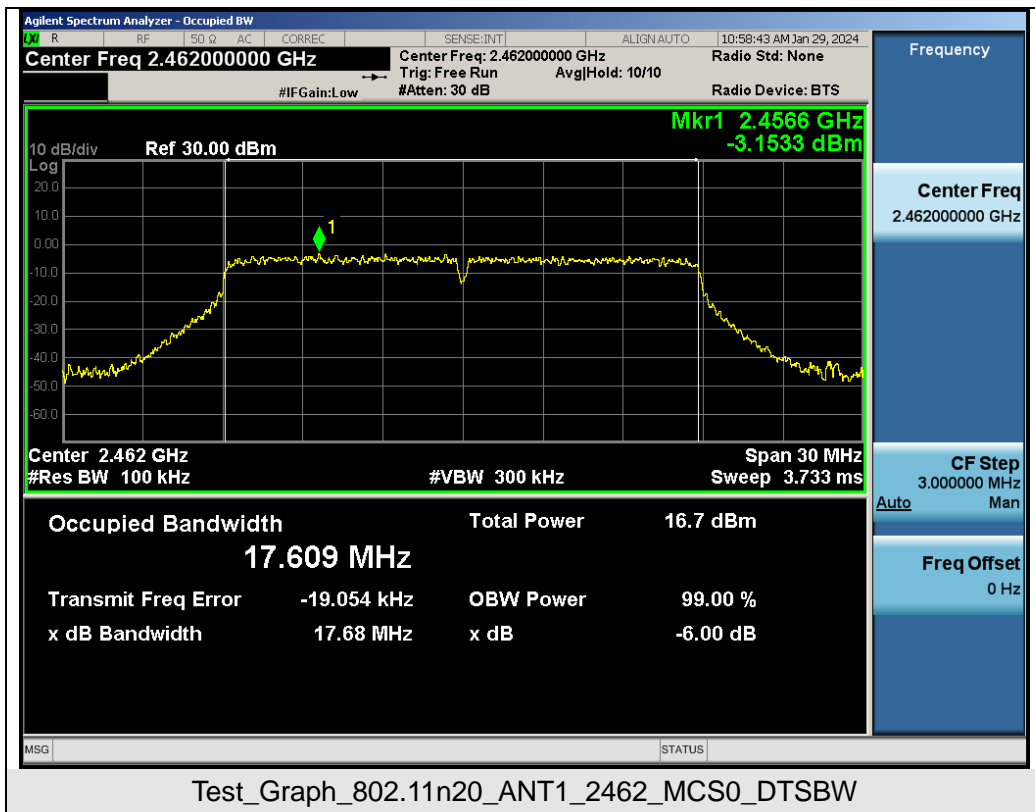 Agilent Spectrum Analyzer - Occupied BW
LXI R RF 50 Ω AC CORREC SENSE:INT ALIGN AUTO 10:58:43 AM Jan 29, 2024
Center Freq 2.462000000 GHz Center Freq: 2.462000000 GHz Radio Std: None
Trig: Free Run Avg|Hold: 10/10
#IFGain:Low #Atten: 30 dB Radio Device: BTS
Frequency
Mkr1 2.4566 GHz
10 dB/div Ref 30.00 dBm -3.1533 dBm
Log
20.0
10.0
0.00
-10.0
-20.0
-30.0
-40.0
-50.0
-60.0
1
Center 2.462 GHz Span 30 MHz
#Res BW 100 kHz #VBW 300 kHz Sweep 3.733 ms
Center Freq
2.462000000 GHz
CF Step
3.000000 MHz
Auto Man
Freq Offset
0 Hz
Occupied Bandwidth Total Power 16.7 dBm
17.609 MHz
Transmit Freq Error -19.054 kHz OBW Power 99.00 %
x dB Bandwidth 17.68 MHz x dB -6.00 dB
MSG STATUS
Test_Graph_802.11n20_ANT1_2462_MCS0_DTSBW